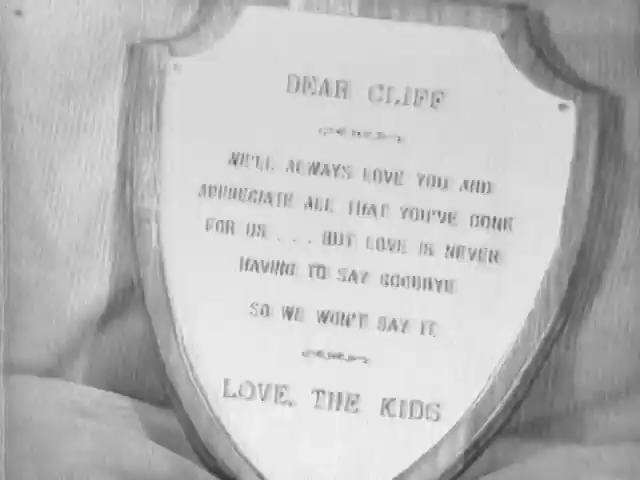 DEAR CLIFF
WE'LL ALWAYS LOVE YOU AND
APPRECIATE ALL THAT YOU'VE DONE
FOR US . . . BUT LOVE IS NEVER
HAVING TO SAY GOODBYE
SO WE WON'T SAY IT
LOVE, THE KIDS